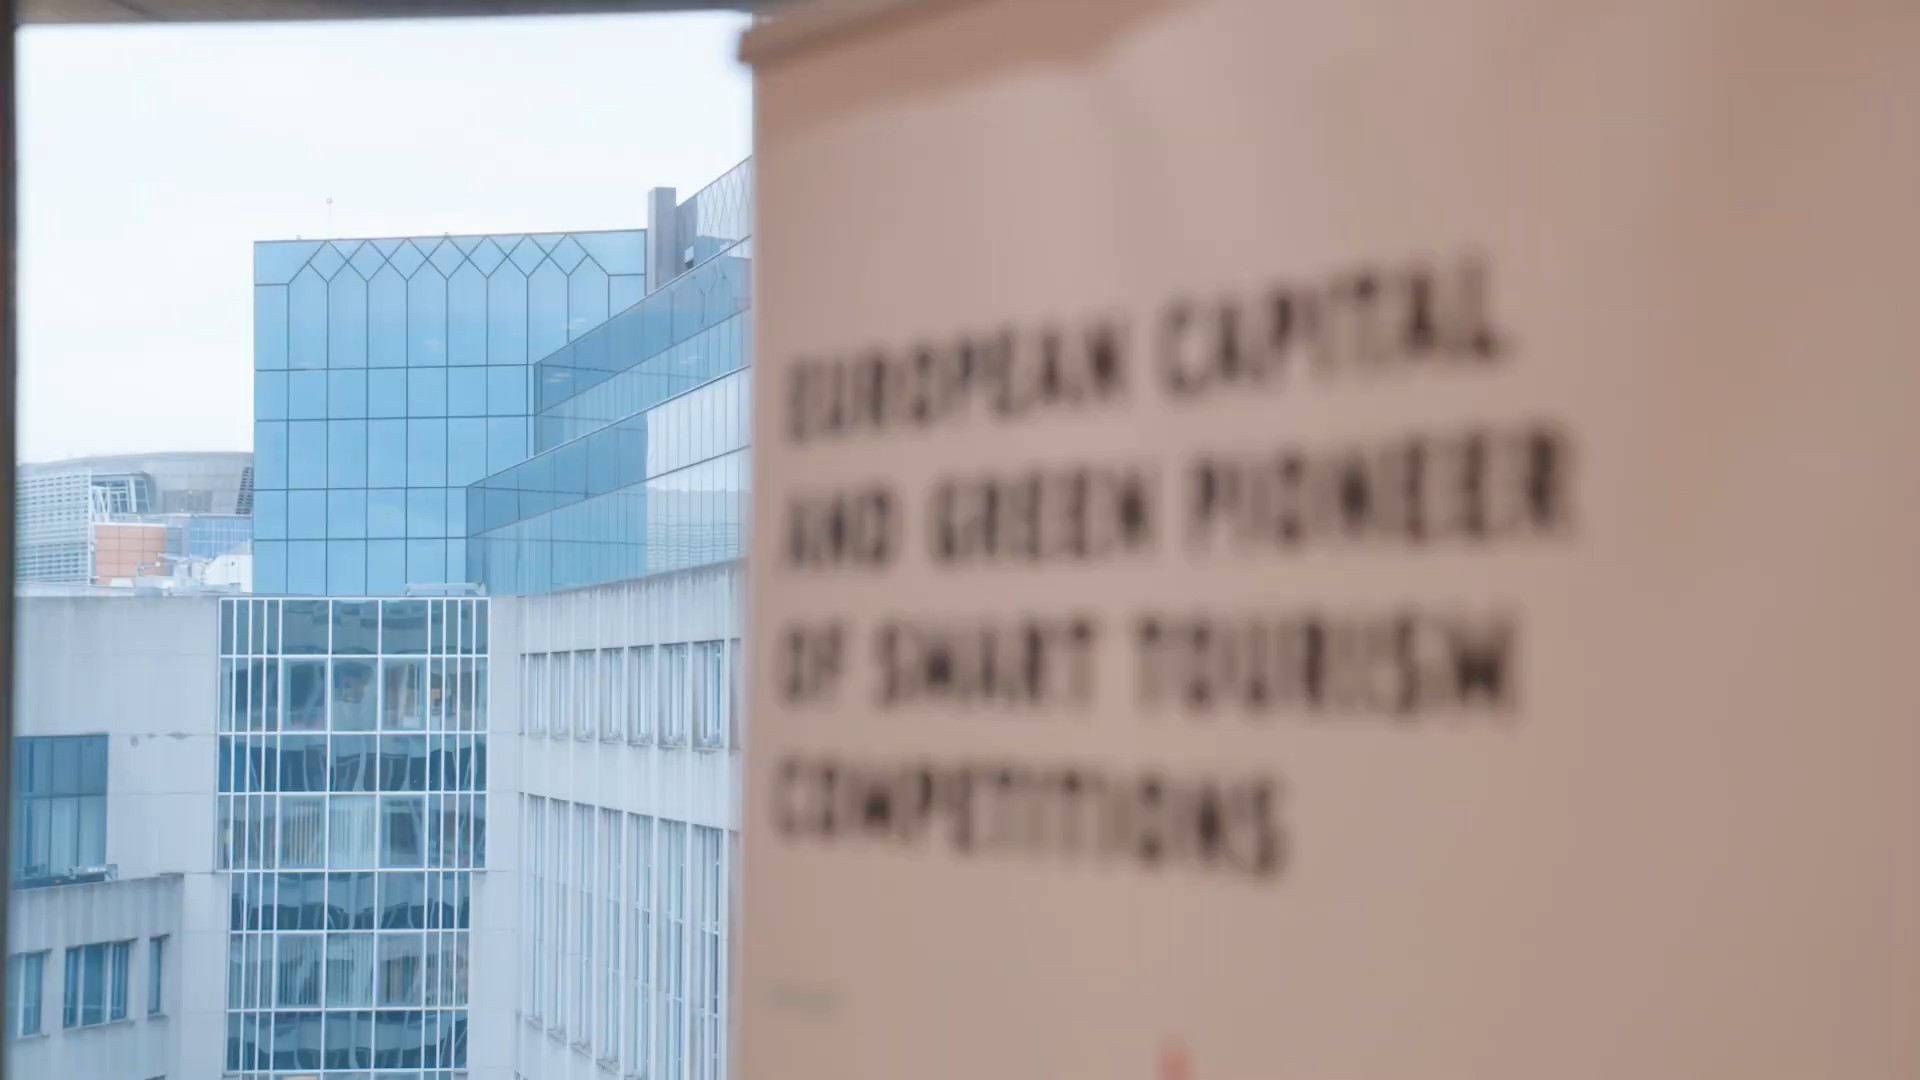 EUROPEAN CAPITAL
AND GREEN PIONEER
OF SMART TOURISM
COMPETITIONS